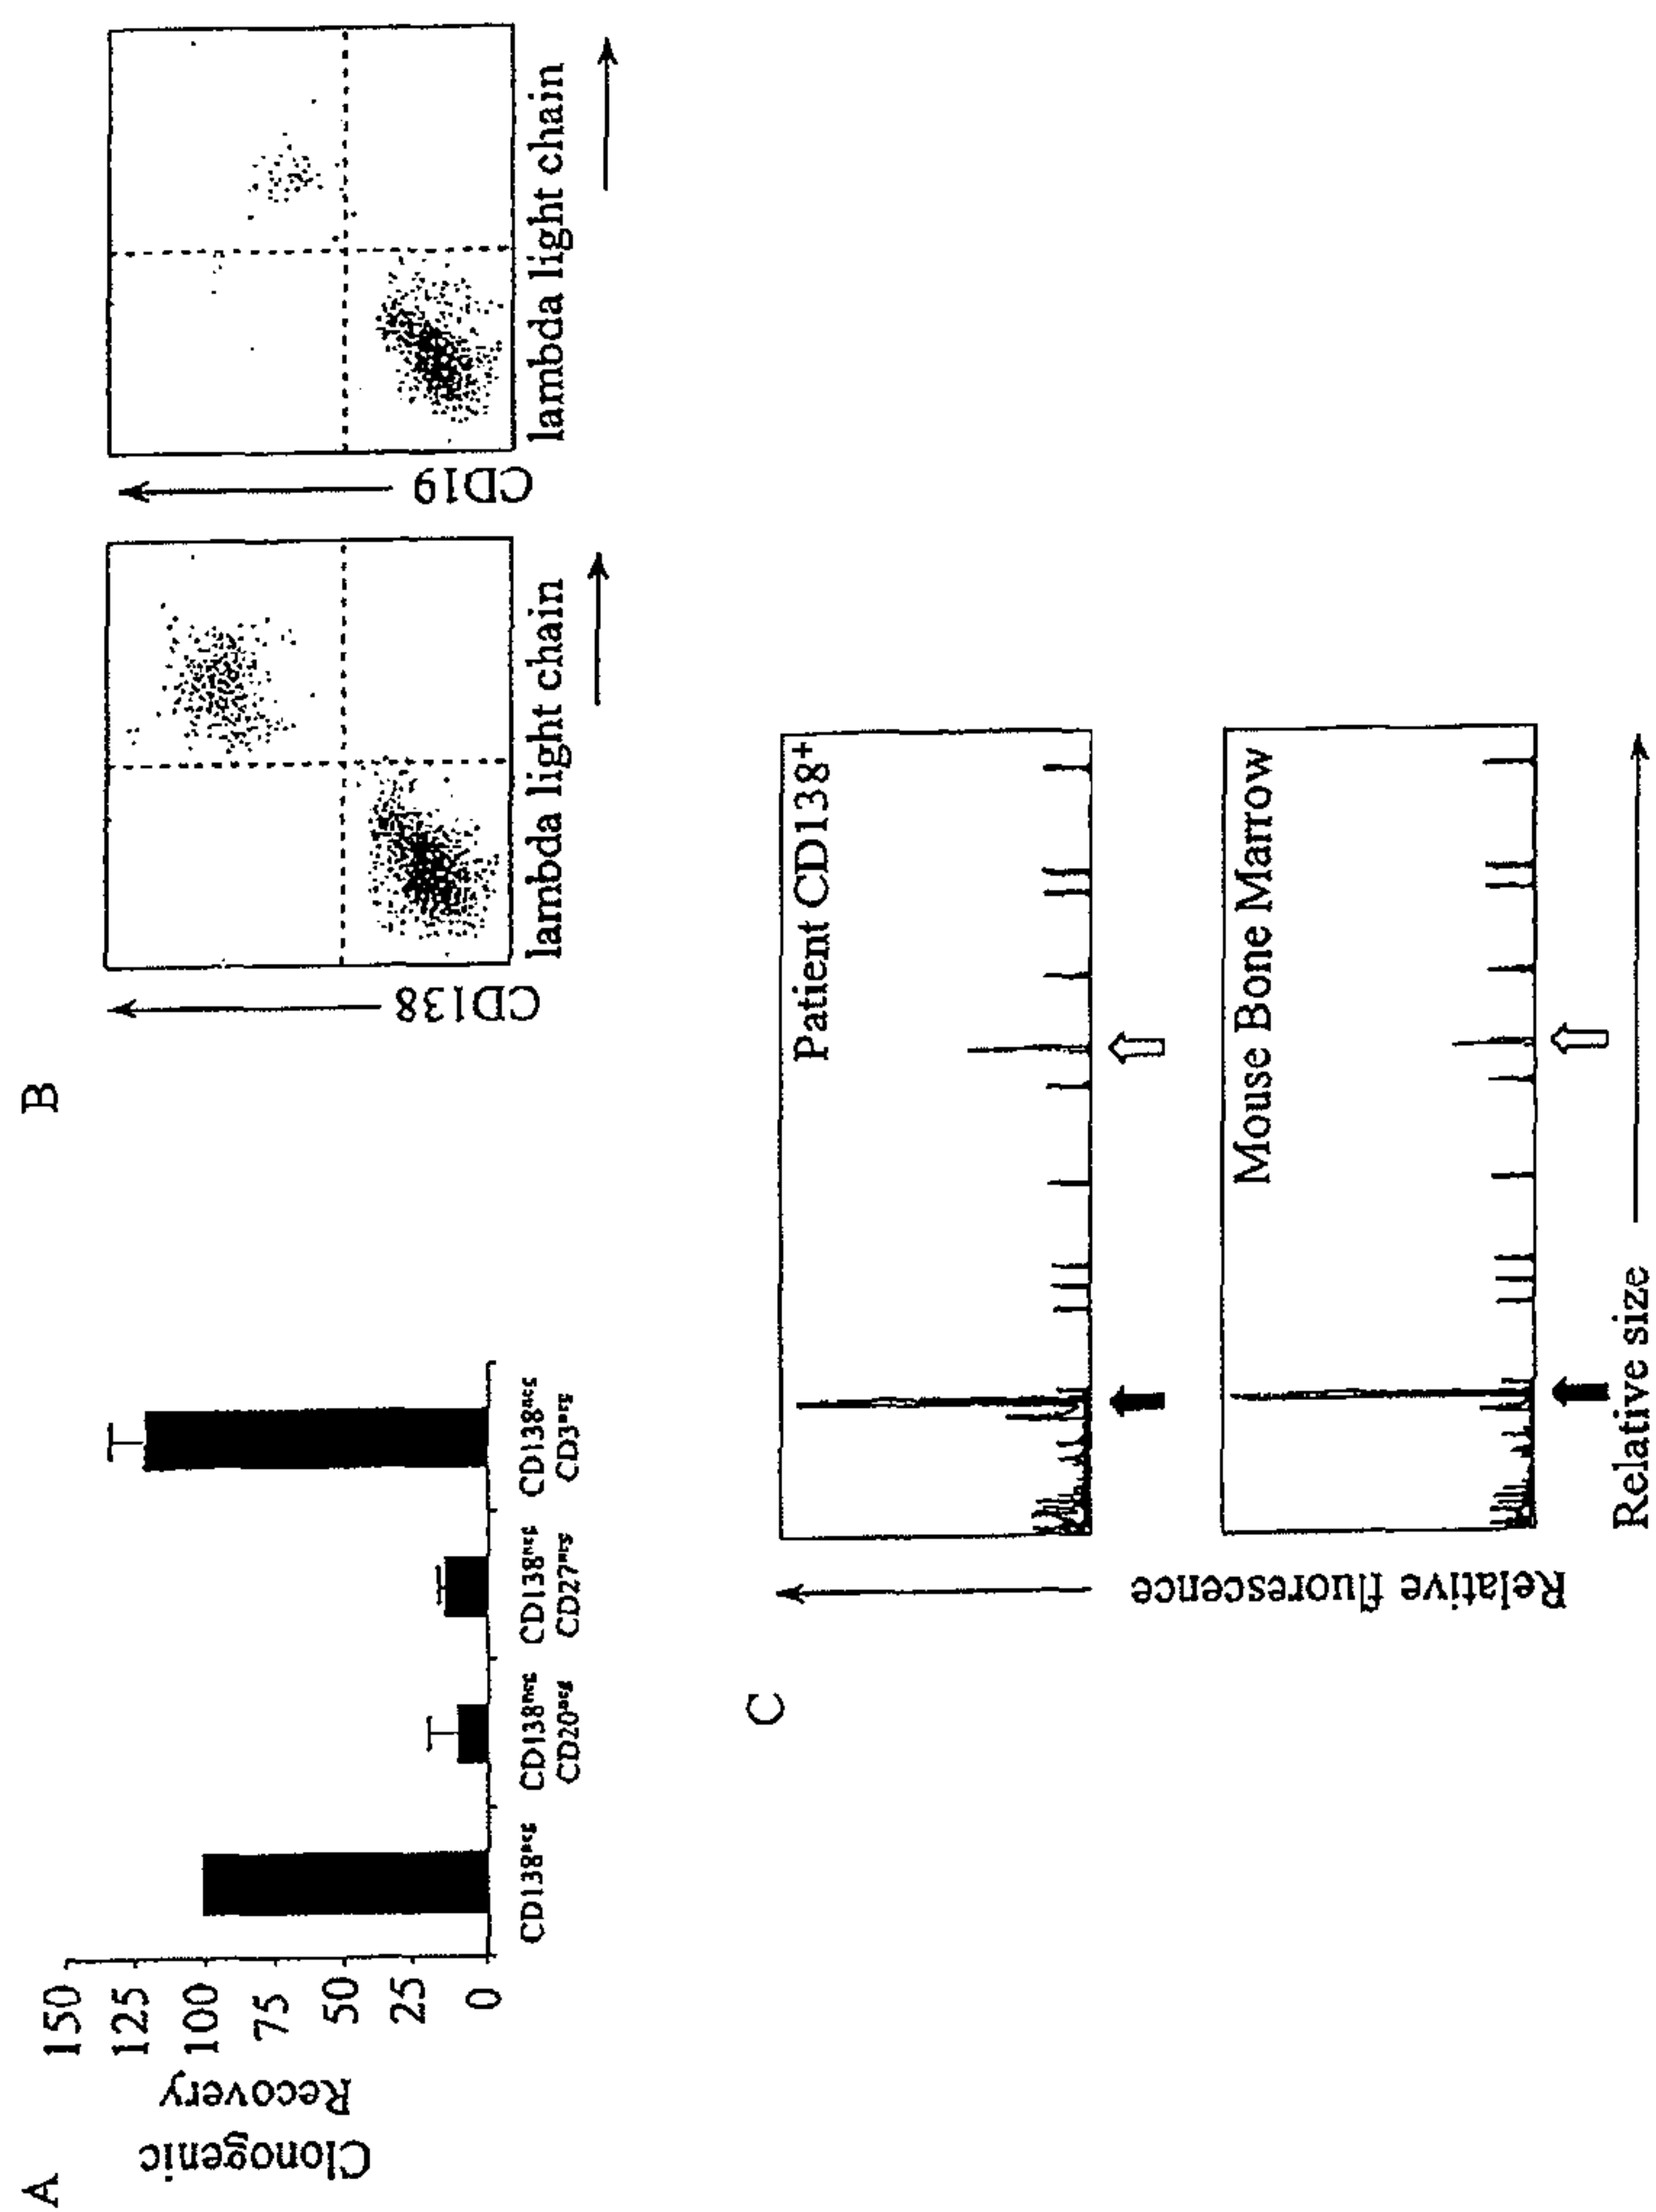 A
Clonogenic
Recovery
150
125
100
75
50
25
0
CD138neg
CD138neg
CD20neg
CD138neg
CD27neg
CD138neg
CD3neg
B
CD138
lambda light chain
CD19
lambda light chain
C
Relative fluorescence
Patient CD138+
Mouse Bone Marrow
Relative size